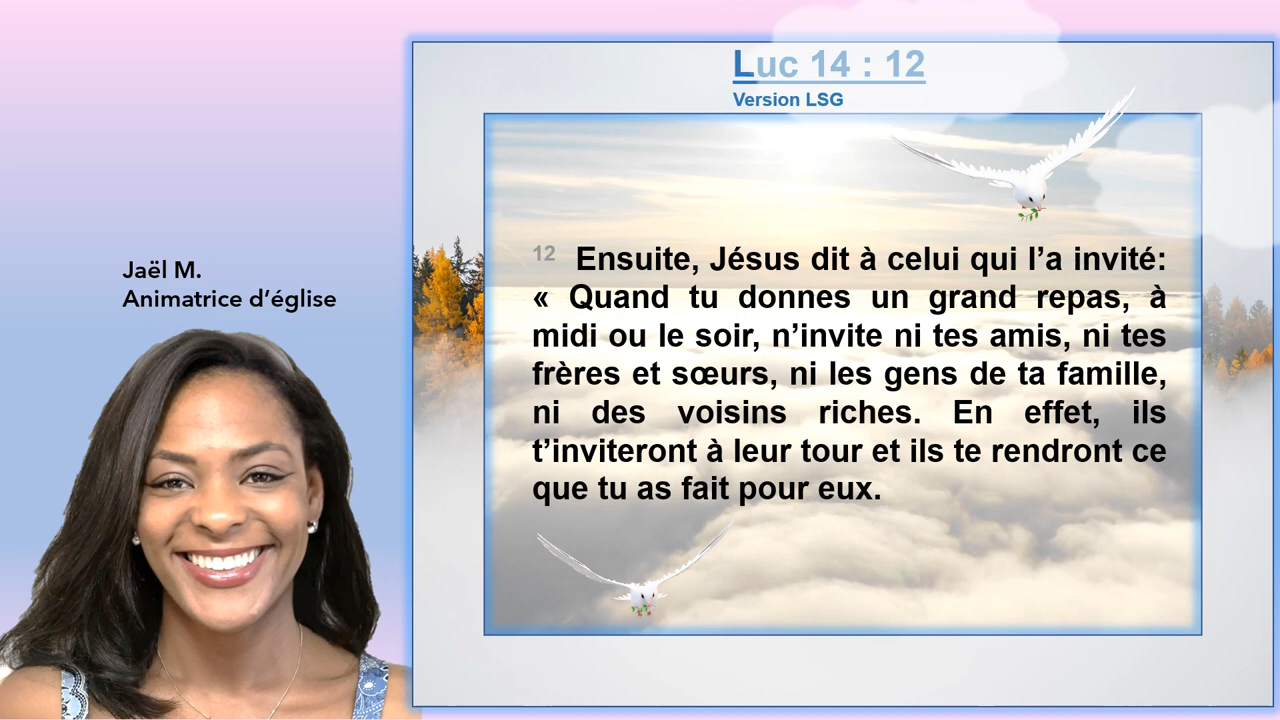 Luc 14 : 12
Version LSG
Jaël M.
Animatrice d’église
12 Ensuite, Jésus dit à celui qui l’a invité:
« Quand tu donnes un grand repas, à
midi ou le soir, n’invite ni tes amis, ni tes
frères et sœurs, ni les gens de ta famille,
ni des voisins riches. En effet, ils
t’inviteront à leur tour et ils te rendront ce
que tu as fait pour eux.